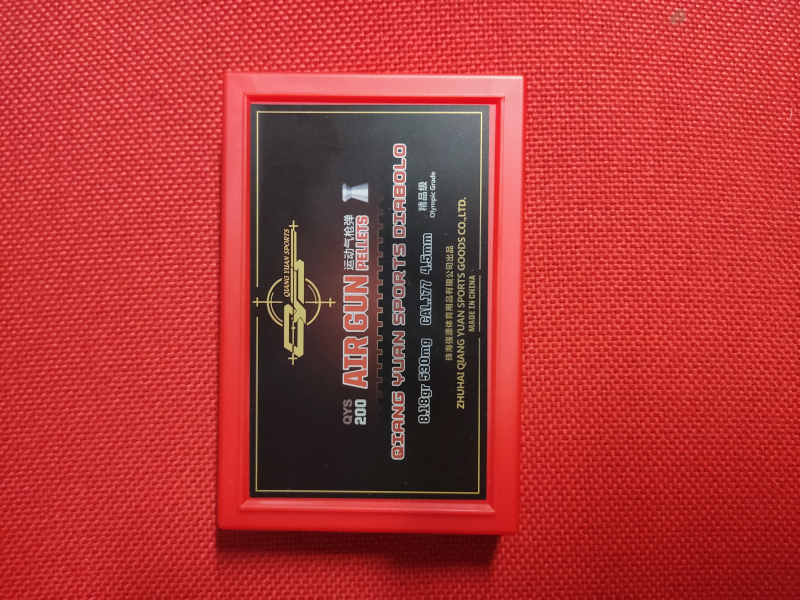 QIANG YUAN SPORTS
QYS
QYS
200
AIR GUN
运动气枪弹
PELLETS
QIANG YUAN SPORTS DIABOLO
8.18gr 530mg CAL.177 4.5mm
精品级
Olympic Grade
珠海强源体育用品有限公司出品
ZHUHAI QIANG YUAN SPORTS GOODS CO.,LTD.
MADE IN CHINA